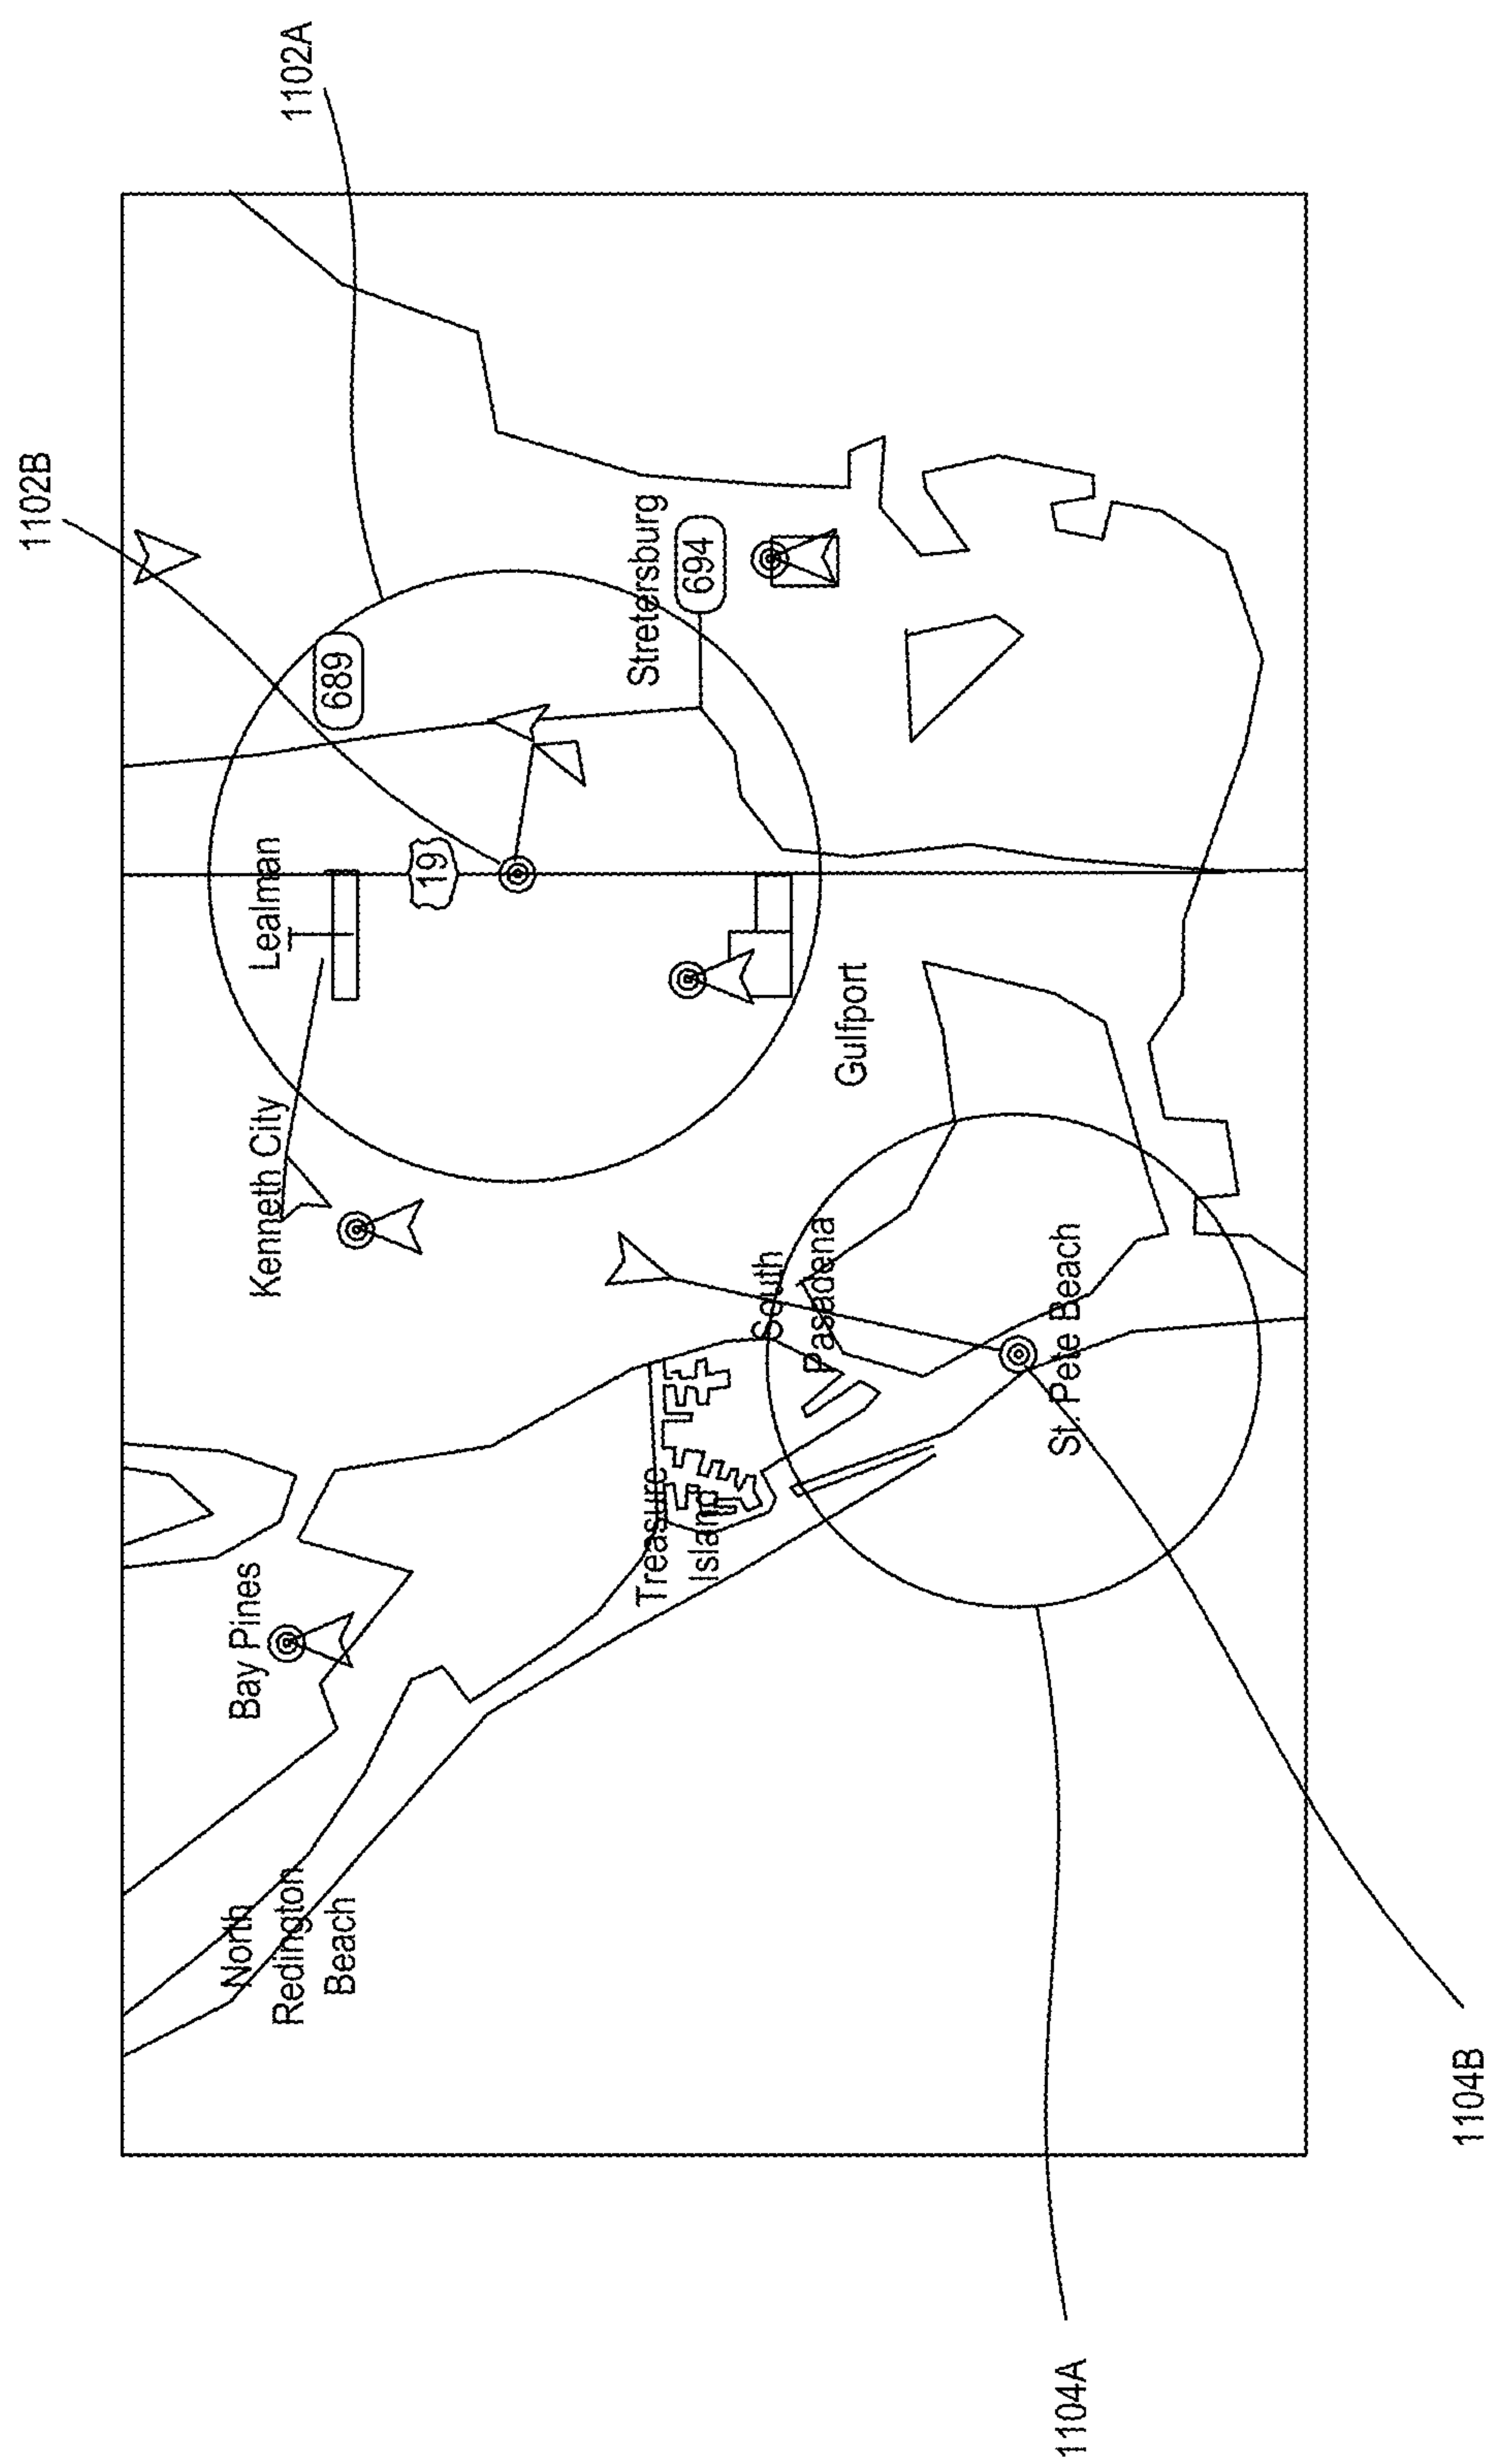 1102A
1102B
689
Lealman
19
Stretersburg
694
Kenneth City
Gulfport
Bay Pines
South
Pasadena
Treasure
Island
St. Pete Beach
North
Redington
Beach
1104A
1104B